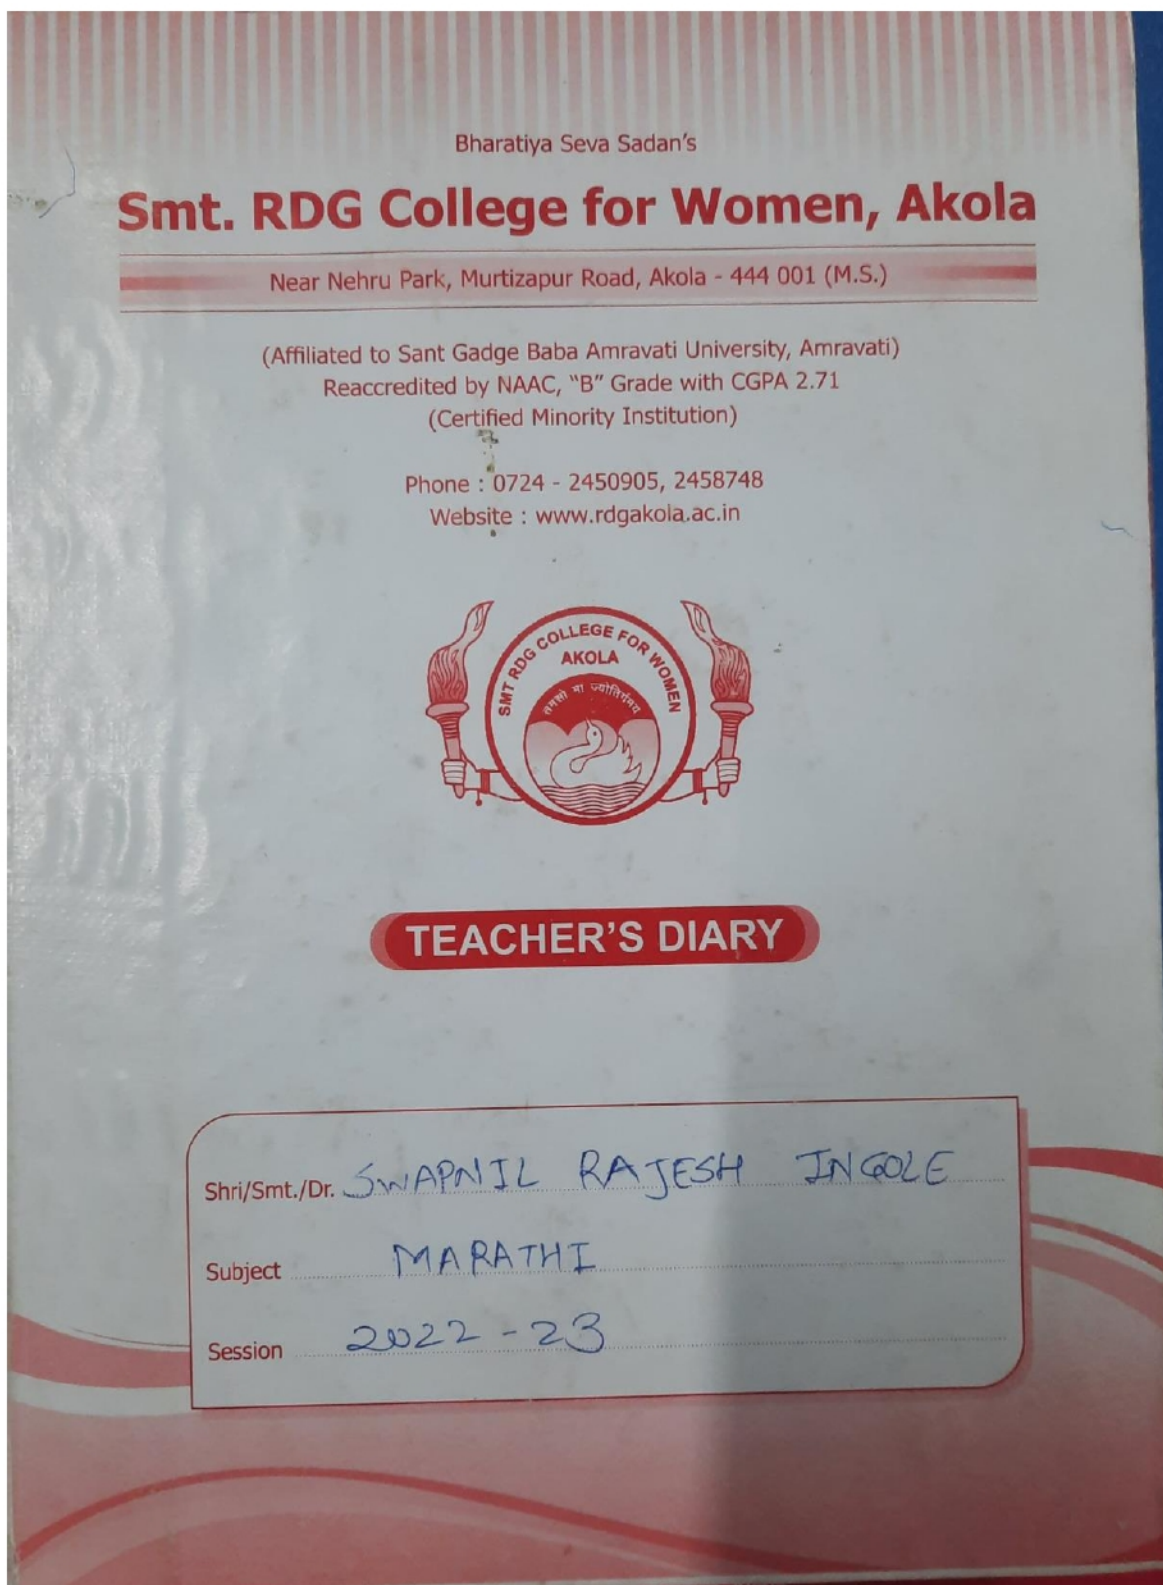 Bharatiya Seva Sadan's
Smt. RDG College for Women, Akola
Near Nehru Park, Murtizapur Road, Akola - 444 001 (M.S.)
(Affiliated to Sant Gadge Baba Amravati University, Amravati)
Reaccredited by NAAC, "B" Grade with CGPA 2.71
(Certified Minority Institution)
Phone : 0724 - 2450905, 2458748
Website : www.rdgakola.ac.in
SMT RDG COLLEGE FOR WOMEN
AKOLA
तमसो मा ज्योतिर्गमय
TEACHER'S DIARY
Shri/Smt./Dr. SWAPNIL RAJESH INGOLE
Subject MARATHI
Session 2022-23